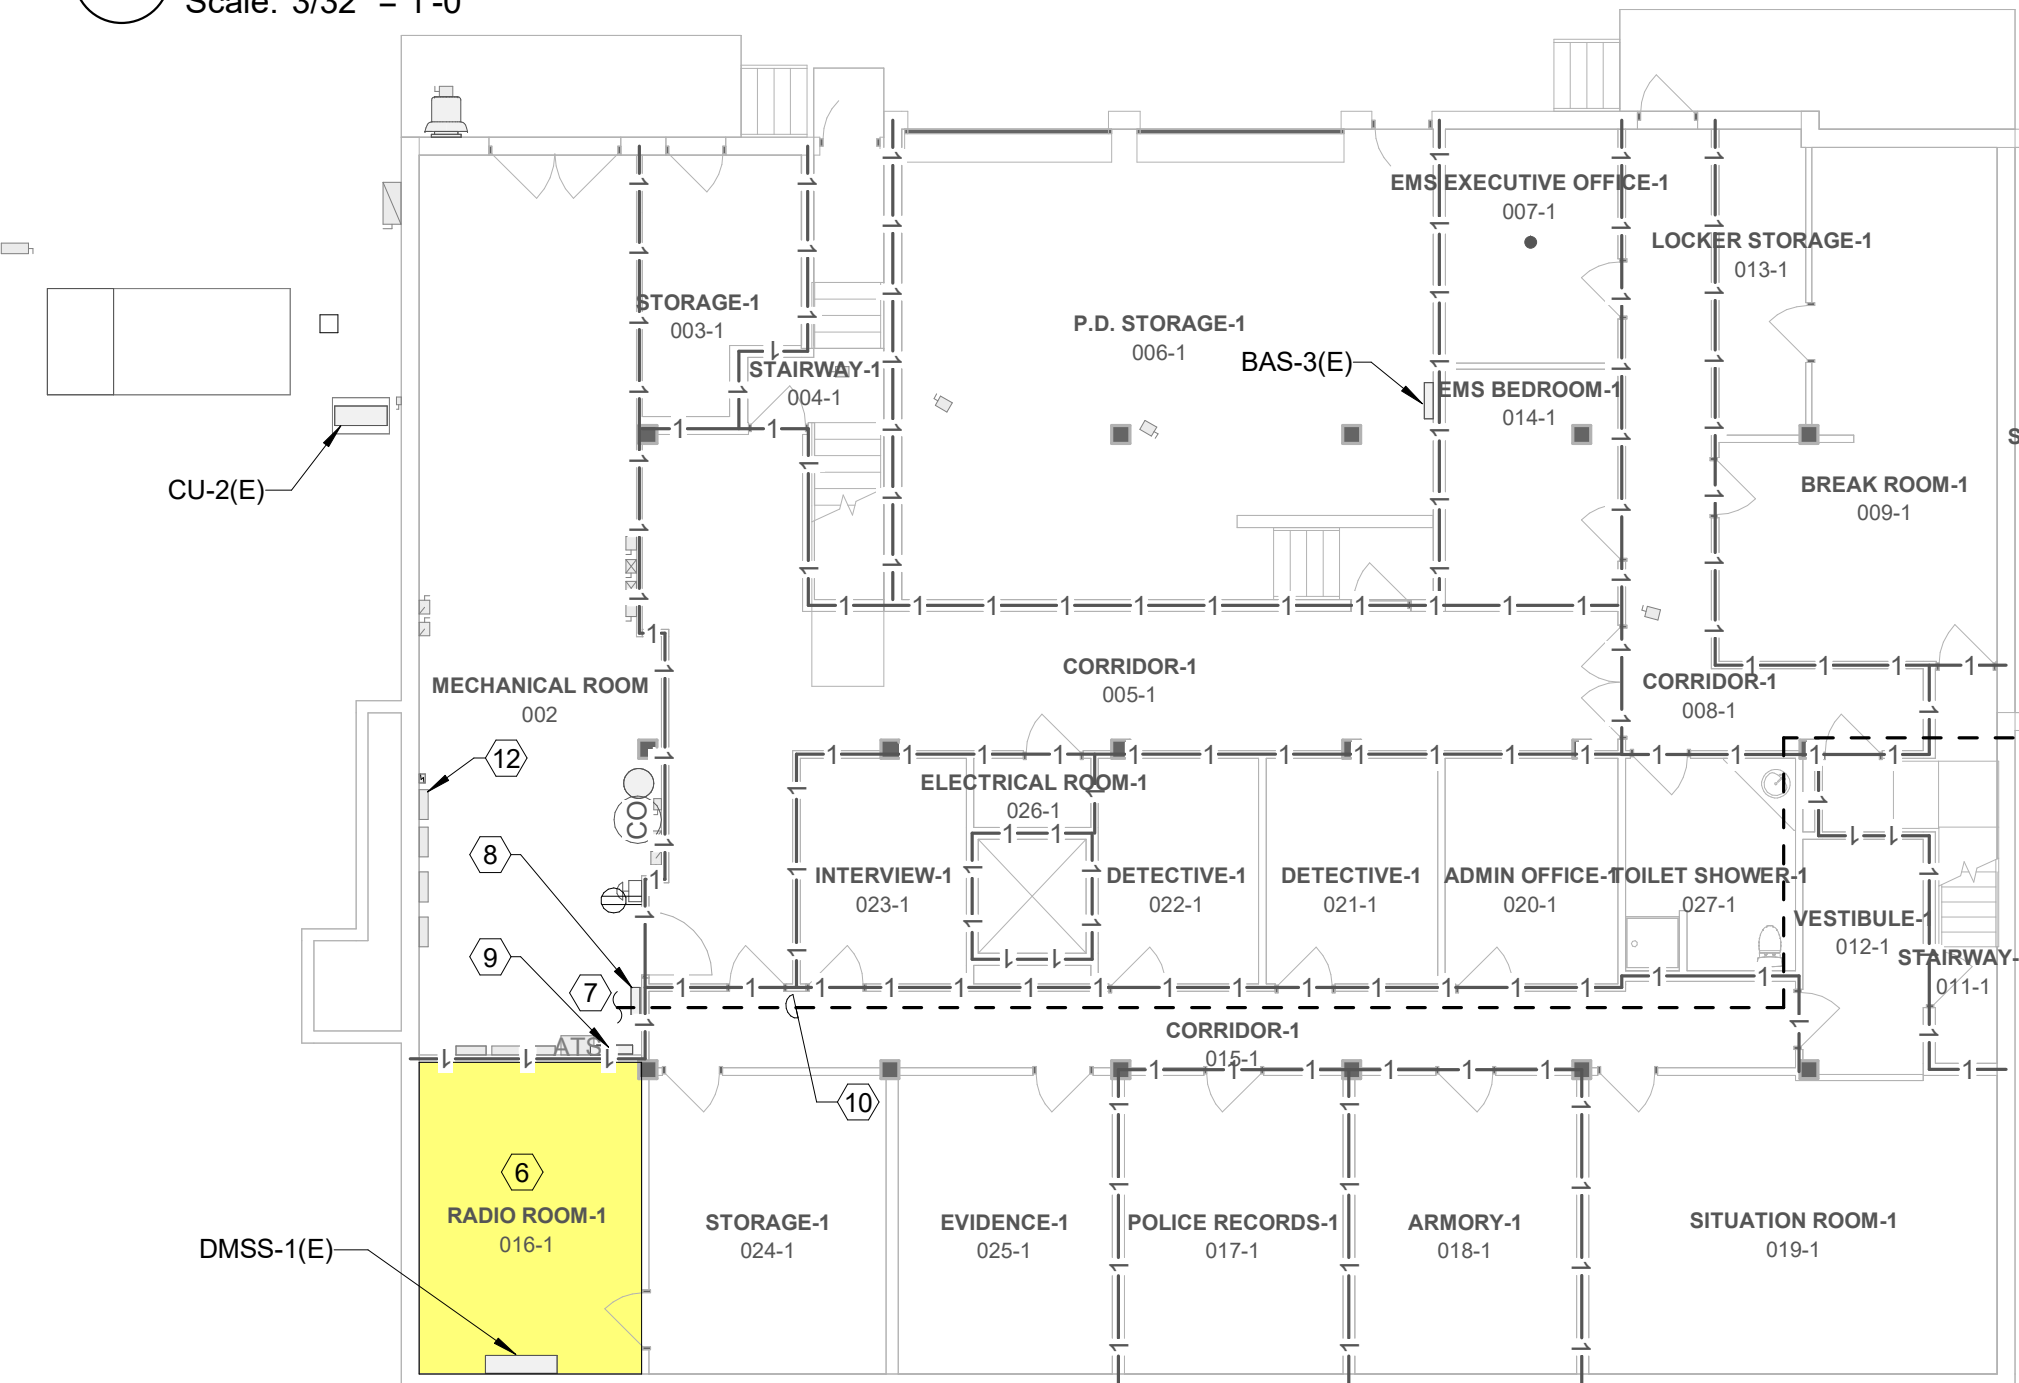 Scale: 3/32" = 1'-0"
EMS EXECUTIVE OFFICE-1
007-1
LOCKER STORAGE-1
013-1
STORAGE-1
003-1
P.D. STORAGE-1
006-1
BAS-3(E)
STAIRWAY-1
004-1
EMS BEDROOM-1
014-1
CU-2(E)
BREAK ROOM-1
009-1
CORRIDOR-1
005-1
MECHANICAL ROOM
002
CORRIDOR-1
008-1
12
ELECTRICAL ROOM-1
026-1
CO
8
INTERVIEW-1
023-1
DETECTIVE-1
022-1
DETECTIVE-1
021-1
ADMIN OFFICE-1
020-1
TOILET SHOWER-1
027-1
VESTIBULE-1
012-1
STAIRWAY-
011-1
9
7
ATS
CORRIDOR-1
015-1
10
6
RADIO ROOM-1
016-1
STORAGE-1
024-1
EVIDENCE-1
025-1
POLICE RECORDS-1
017-1
ARMORY-1
018-1
SITUATION ROOM-1
019-1
DMSS-1(E)